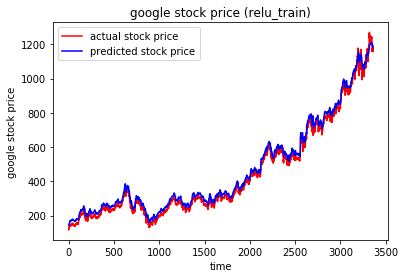 google stock price (relu_train)
actual stock price
predicted stock price
google stock price
1200
1000
800
600
400
200
0
500
1000
1500
2000
2500
3000
3500
time